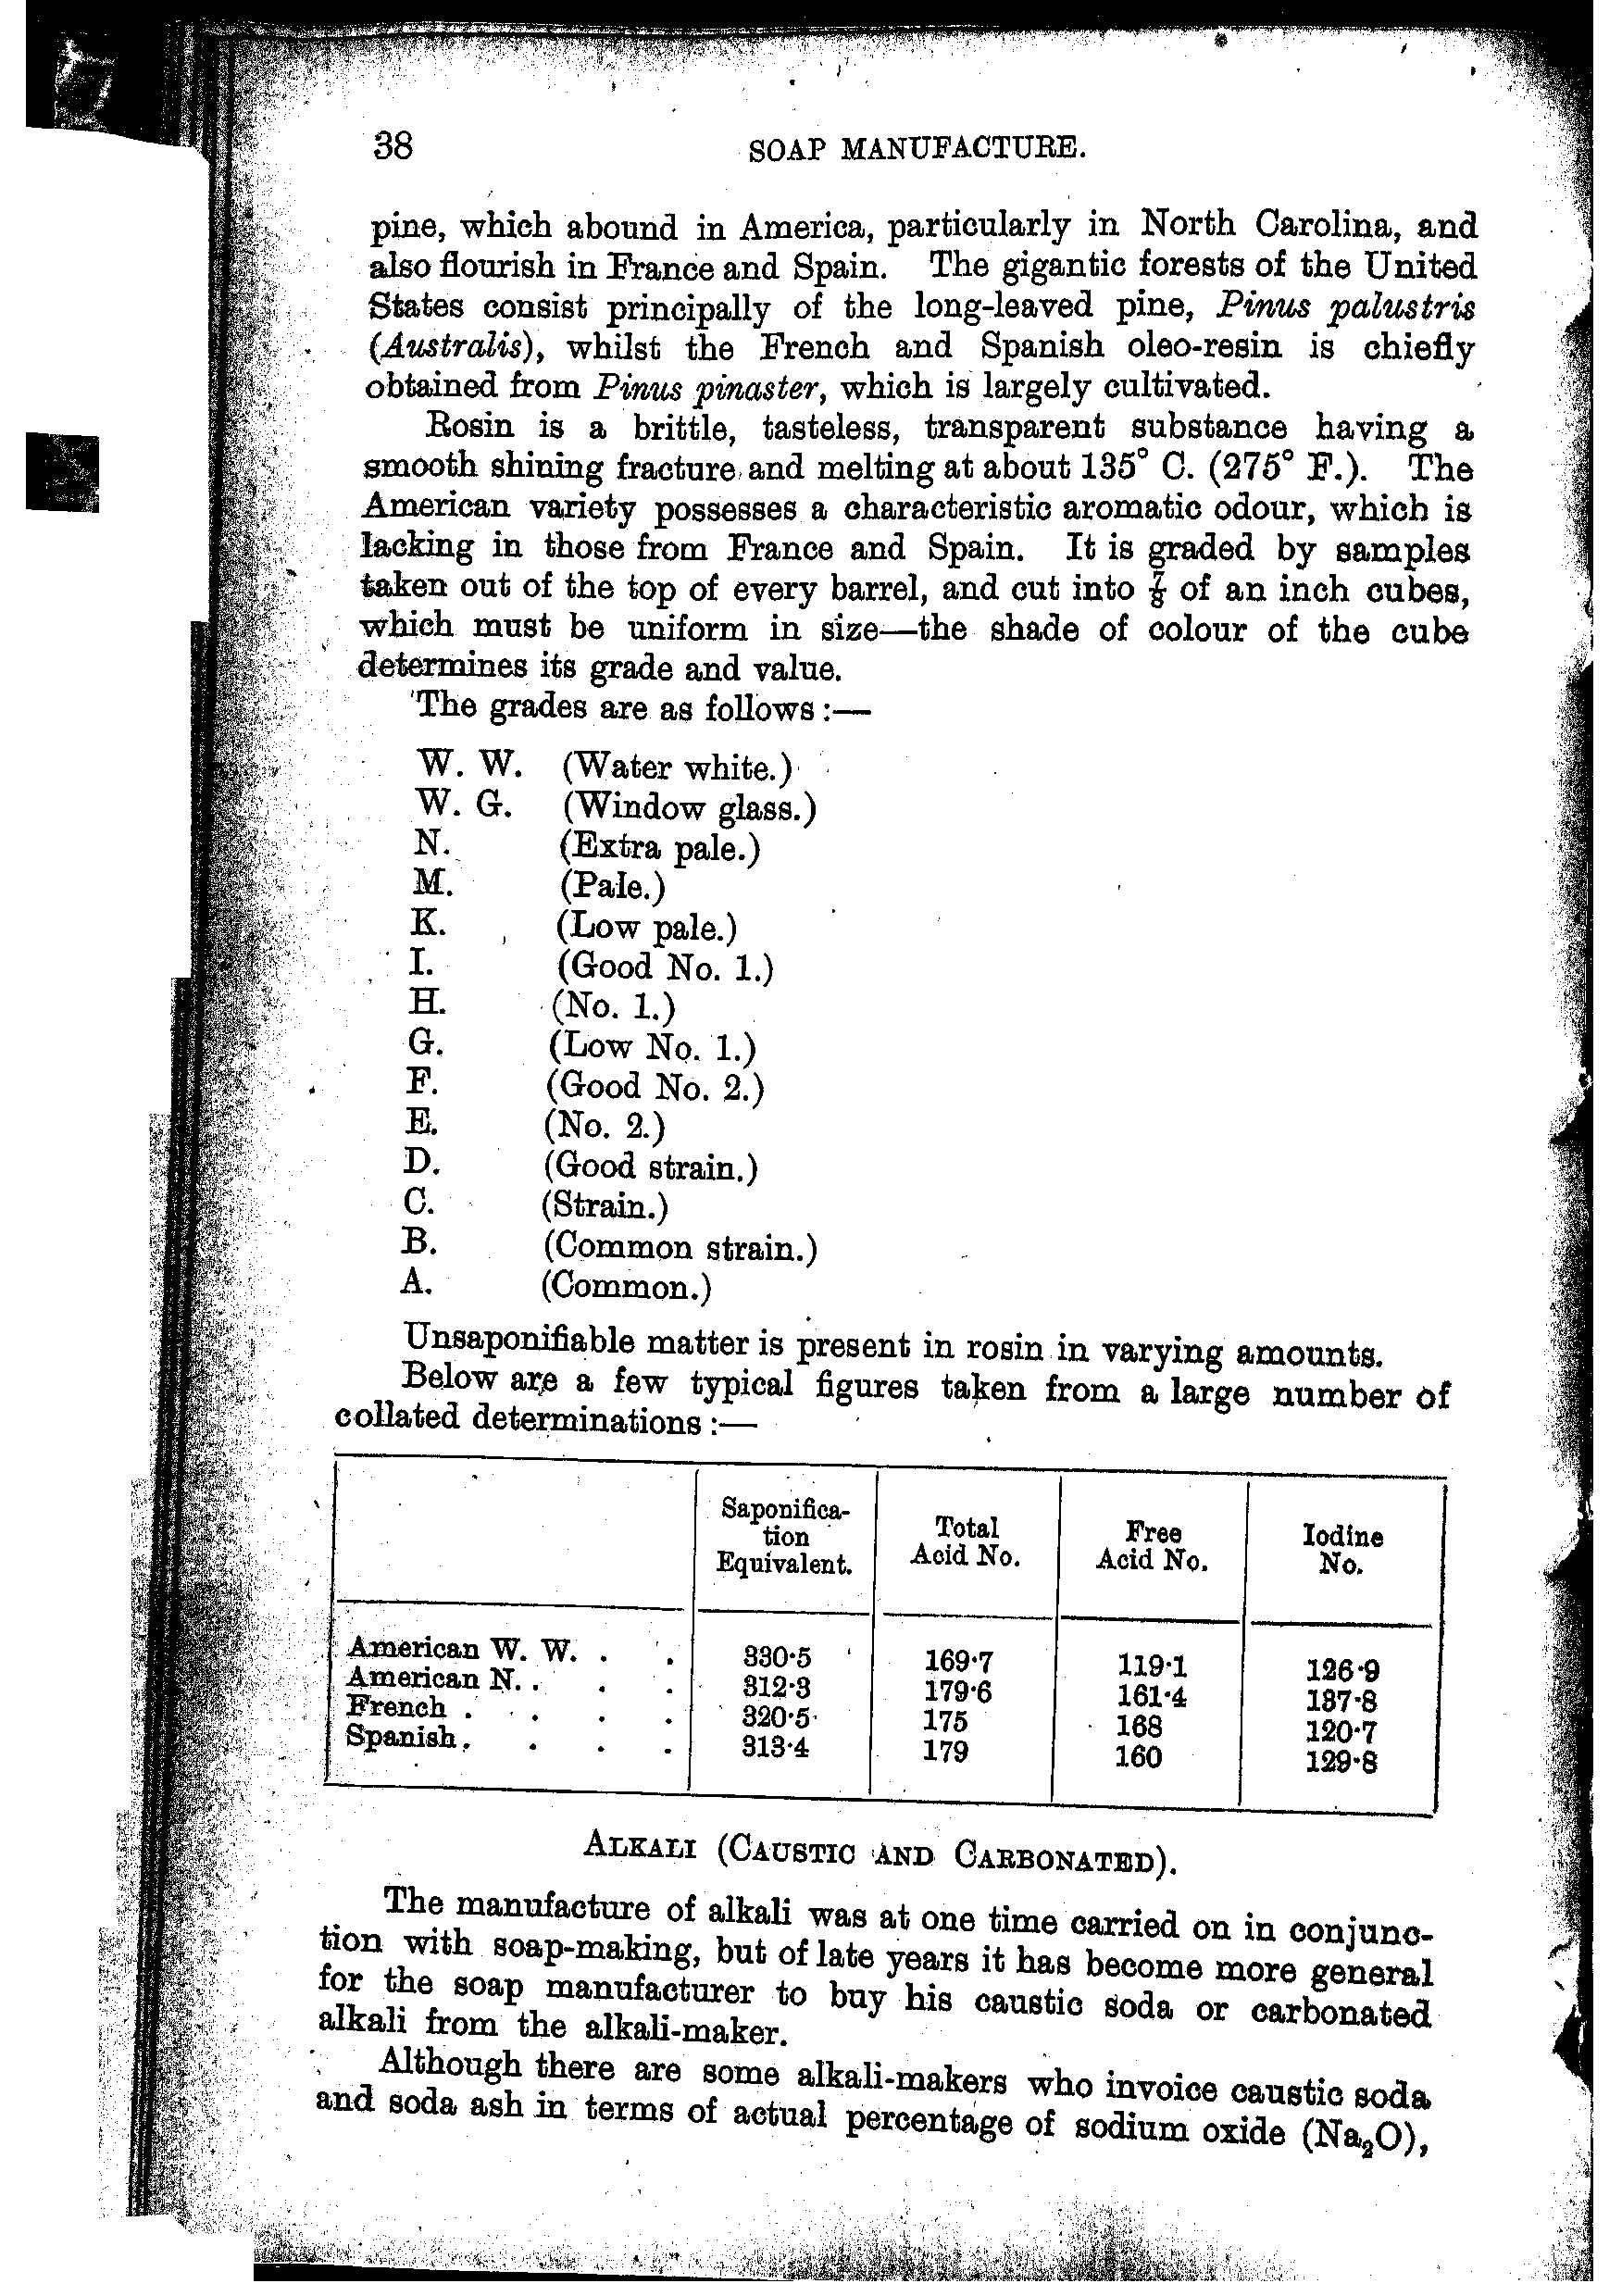 38 SOAP MANUFACTURE.
pine, which abound in America, particularly in North Carolina, and
also flourish in France and Spain. The gigantic forests of the United
States consist principally of the long-leaved pine, Pinus palustris
(Australis), whilst the French and Spanish oleo-resin is chiefly
obtained from Pinus pinaster, which is largely cultivated.
Rosin is a brittle, tasteless, transparent substance having a
smooth shining fracture and melting at about 135° C. (275° F.). The
American variety possesses a characteristic aromatic odour, which is
lacking in those from France and Spain. It is graded by samples
taken out of the top of every barrel, and cut into ⅞ of an inch cubes,
which must be uniform in size—the shade of colour of the cube
determines its grade and value.
The grades are as follows :—
W. W. (Water white.)
W. G. (Window glass.)
N. (Extra pale.)
M. (Pale.)
K. (Low pale.)
I. (Good No. 1.)
H. (No. 1.)
G. (Low No. 1.)
F. (Good No. 2.)
E. (No. 2.)
D. (Good strain.)
C. (Strain.)
B. (Common strain.)
A. (Common.)
Unsaponifiable matter is present in rosin in varying amounts.
Below are a few typical figures taken from a large number of
collated determinations :—
Saponifica-
tion
Equivalent.
Total
Acid No.
Free
Acid No.
Iodine
No.
American W. W. . . 330·5 169·7 119·1 126·9
American N. . . . 312·3 179·6 161·4 137·8
French . . . . 320·5 175 168 120·7
Spanish . . . . 313·4 179 160 129·8
ALKALI (CAUSTIC AND CARBONATED).
The manufacture of alkali was at one time carried on in conjunc-
tion with soap-making, but of late years it has become more general
for the soap manufacturer to buy his caustic soda or carbonated
alkali from the alkali-maker.
Although there are some alkali-makers who invoice caustic soda
and soda ash in terms of actual percentage of sodium oxide (Na₂O),